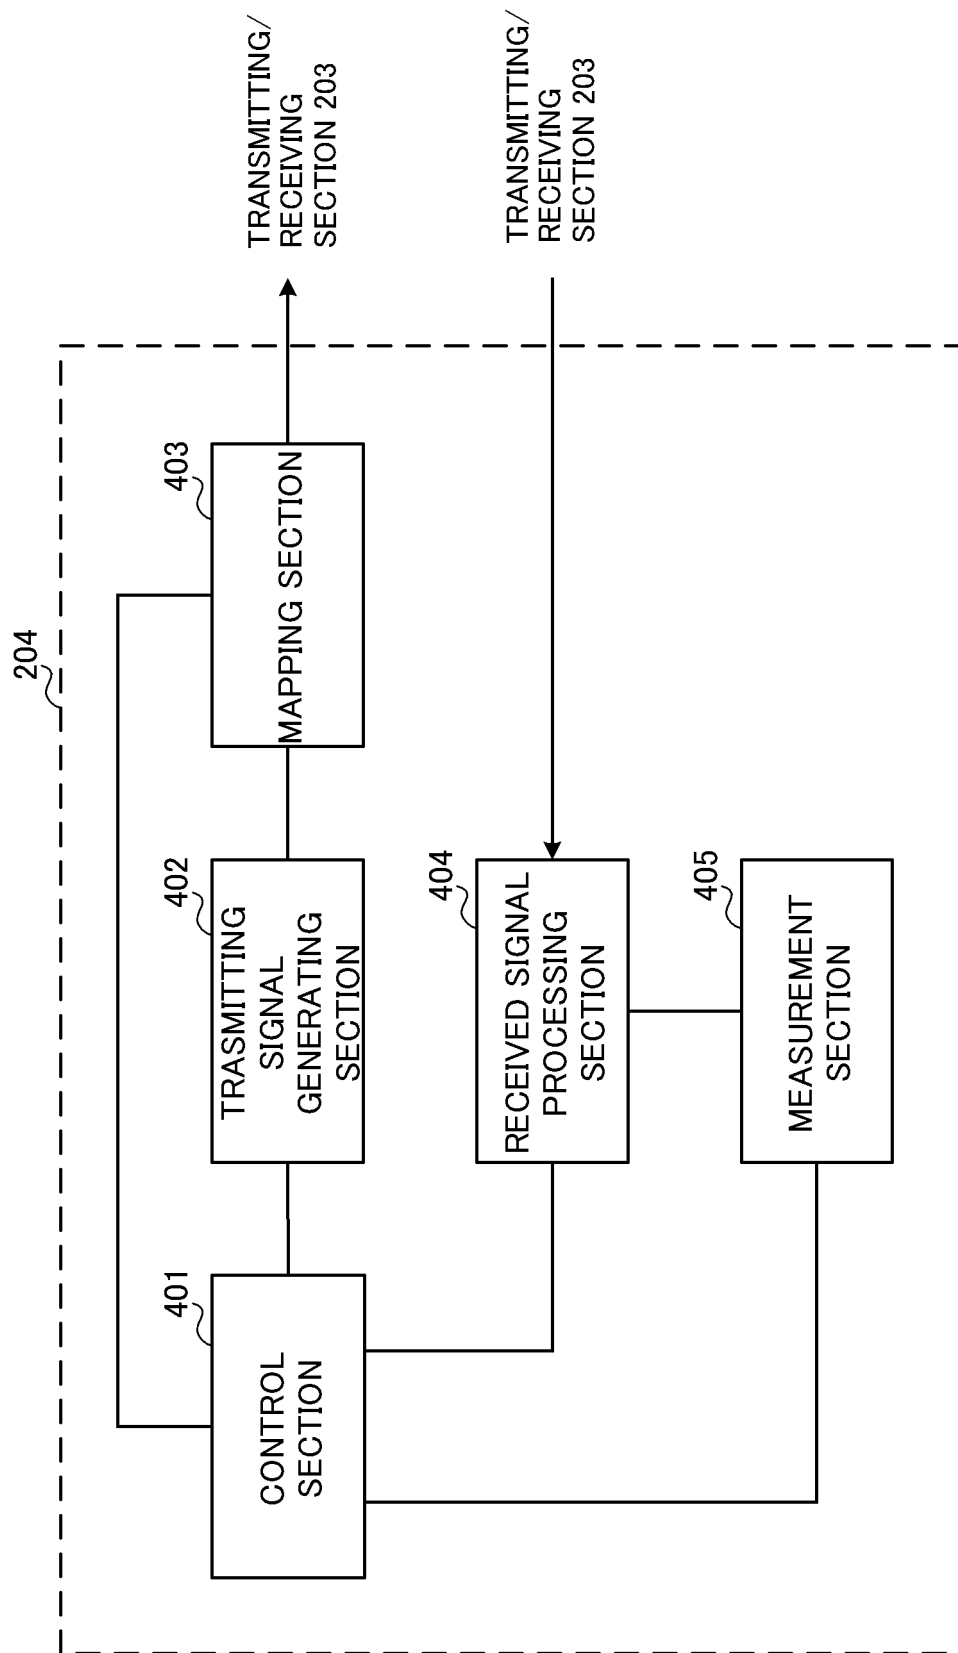 204
403
MAPPING SECTION
TRANSMITTING/
RECEIVING
SECTION 203
402
TRASMITTING
SIGNAL
GENERATING
SECTION
401
CONTROL
SECTION
404
RECEIVED SIGNAL
PROCESSING
SECTION
TRANSMITTING/
RECEIVING
SECTION 203
405
MEASUREMENT
SECTION